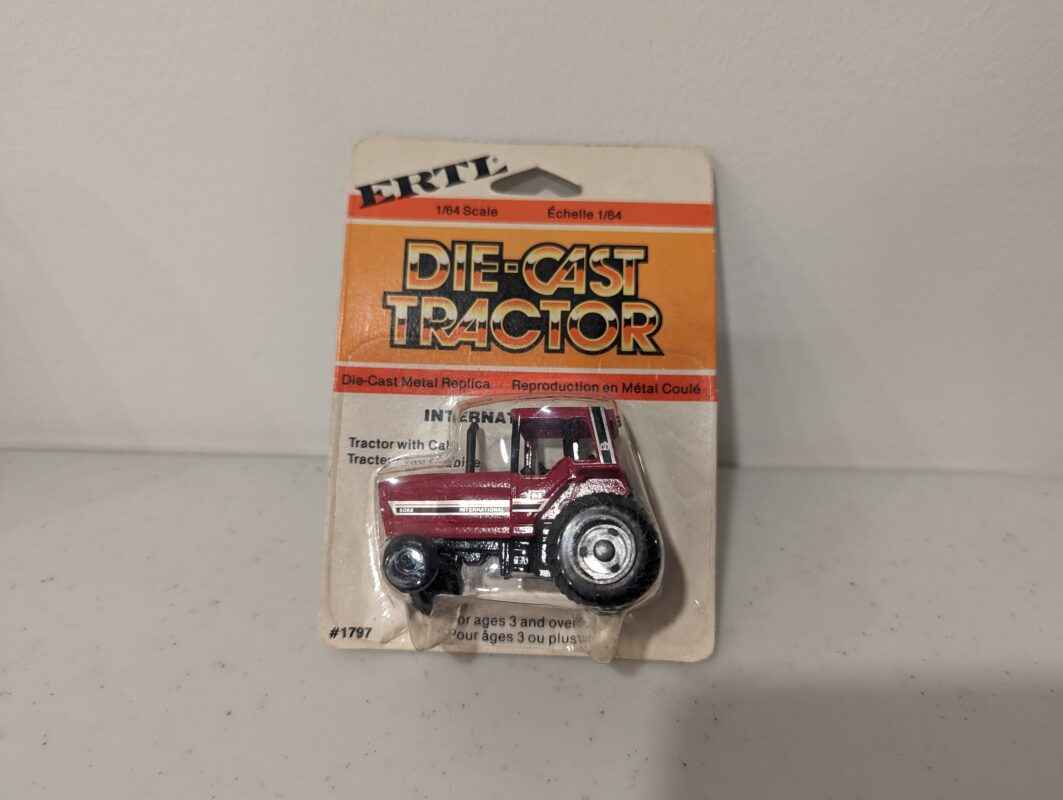 ERTL
1/64 Scale Échelle 1/64
DIE-CAST
TRACTOR
Die-Cast Metal Replica Reproduction en Métal Coulé
Tractor with
INTERNATIONAL
#1797
ages 3 and over
Pour âges 3 ou plus